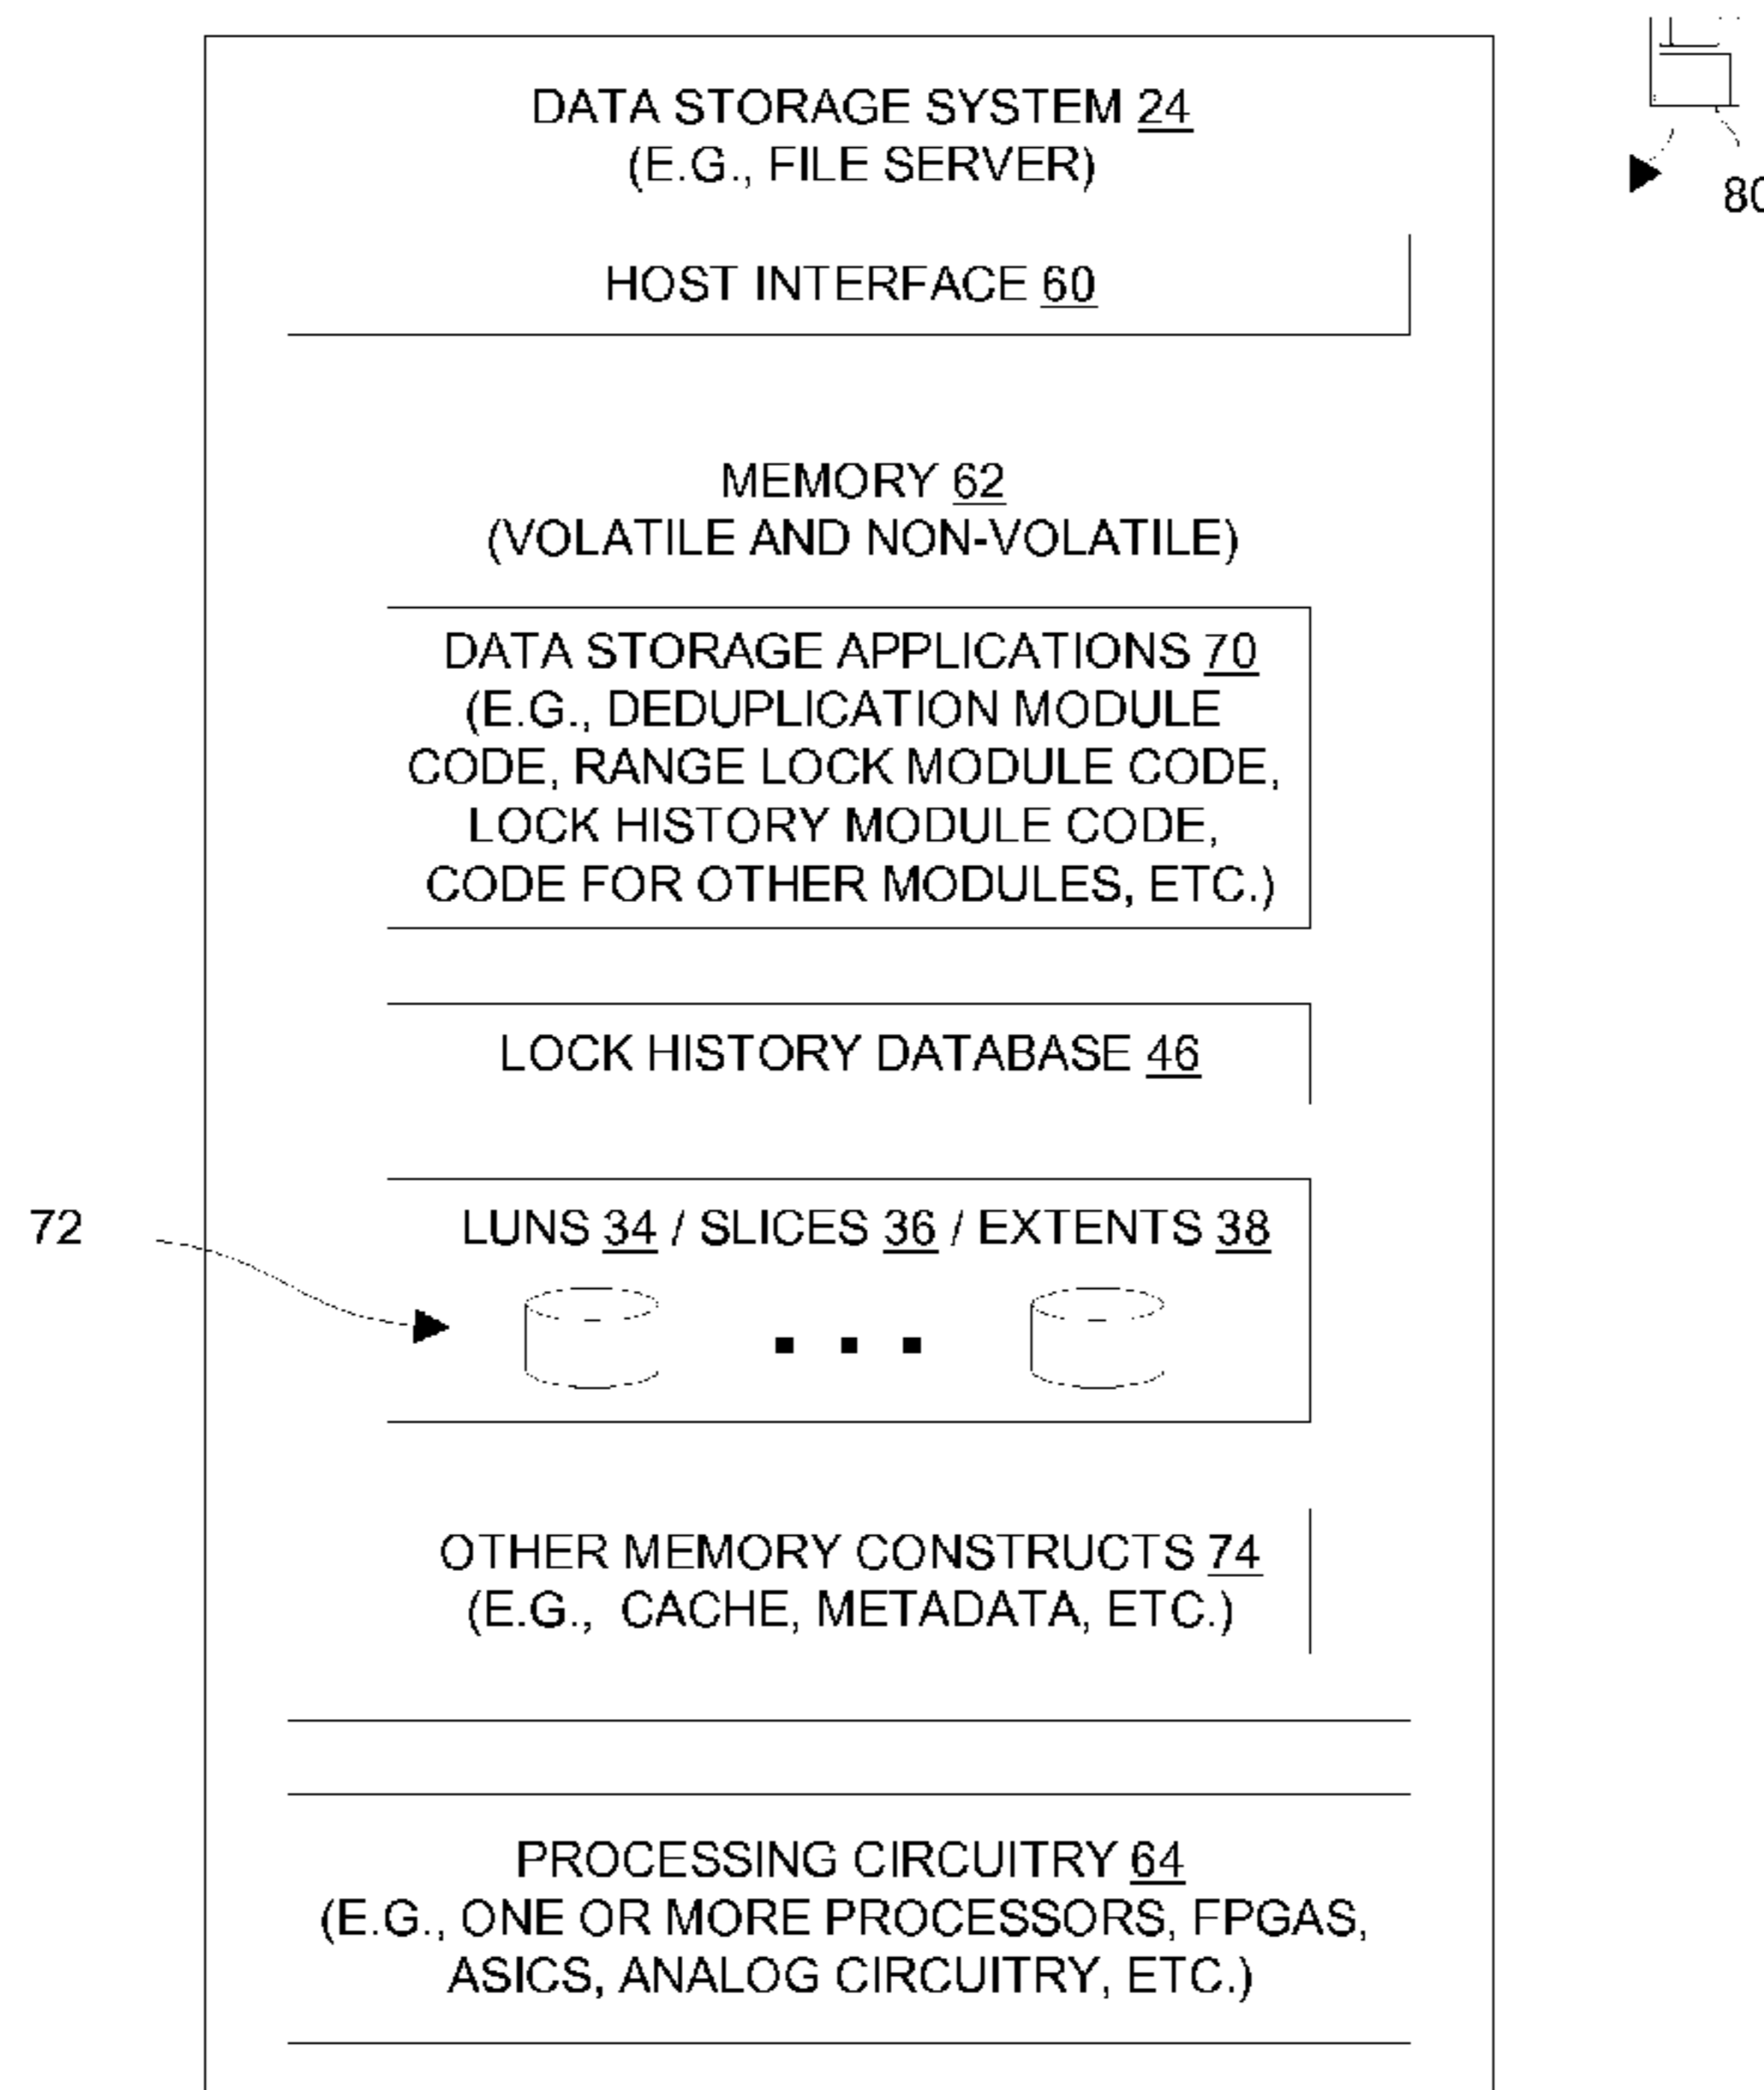 DATA STORAGE SYSTEM 24
(E.G., FILE SERVER)
80
HOST INTERFACE 60
MEMORY 62
(VOLATILE AND NON-VOLATILE)
DATA STORAGE APPLICATIONS 70
(E.G., DEDUPLICATION MODULE
CODE, RANGE LOCK MODULE CODE,
LOCK HISTORY MODULE CODE,
CODE FOR OTHER MODULES, ETC.)
LOCK HISTORY DATABASE 46
72
LUNS 34 / SLICES 36 / EXTENTS 38
OTHER MEMORY CONSTRUCTS 74
(E.G., CACHE, METADATA, ETC.)
PROCESSING CIRCUITRY 64
(E.G., ONE OR MORE PROCESSORS, FPGAS,
ASICS, ANALOG CIRCUITRY, ETC.)